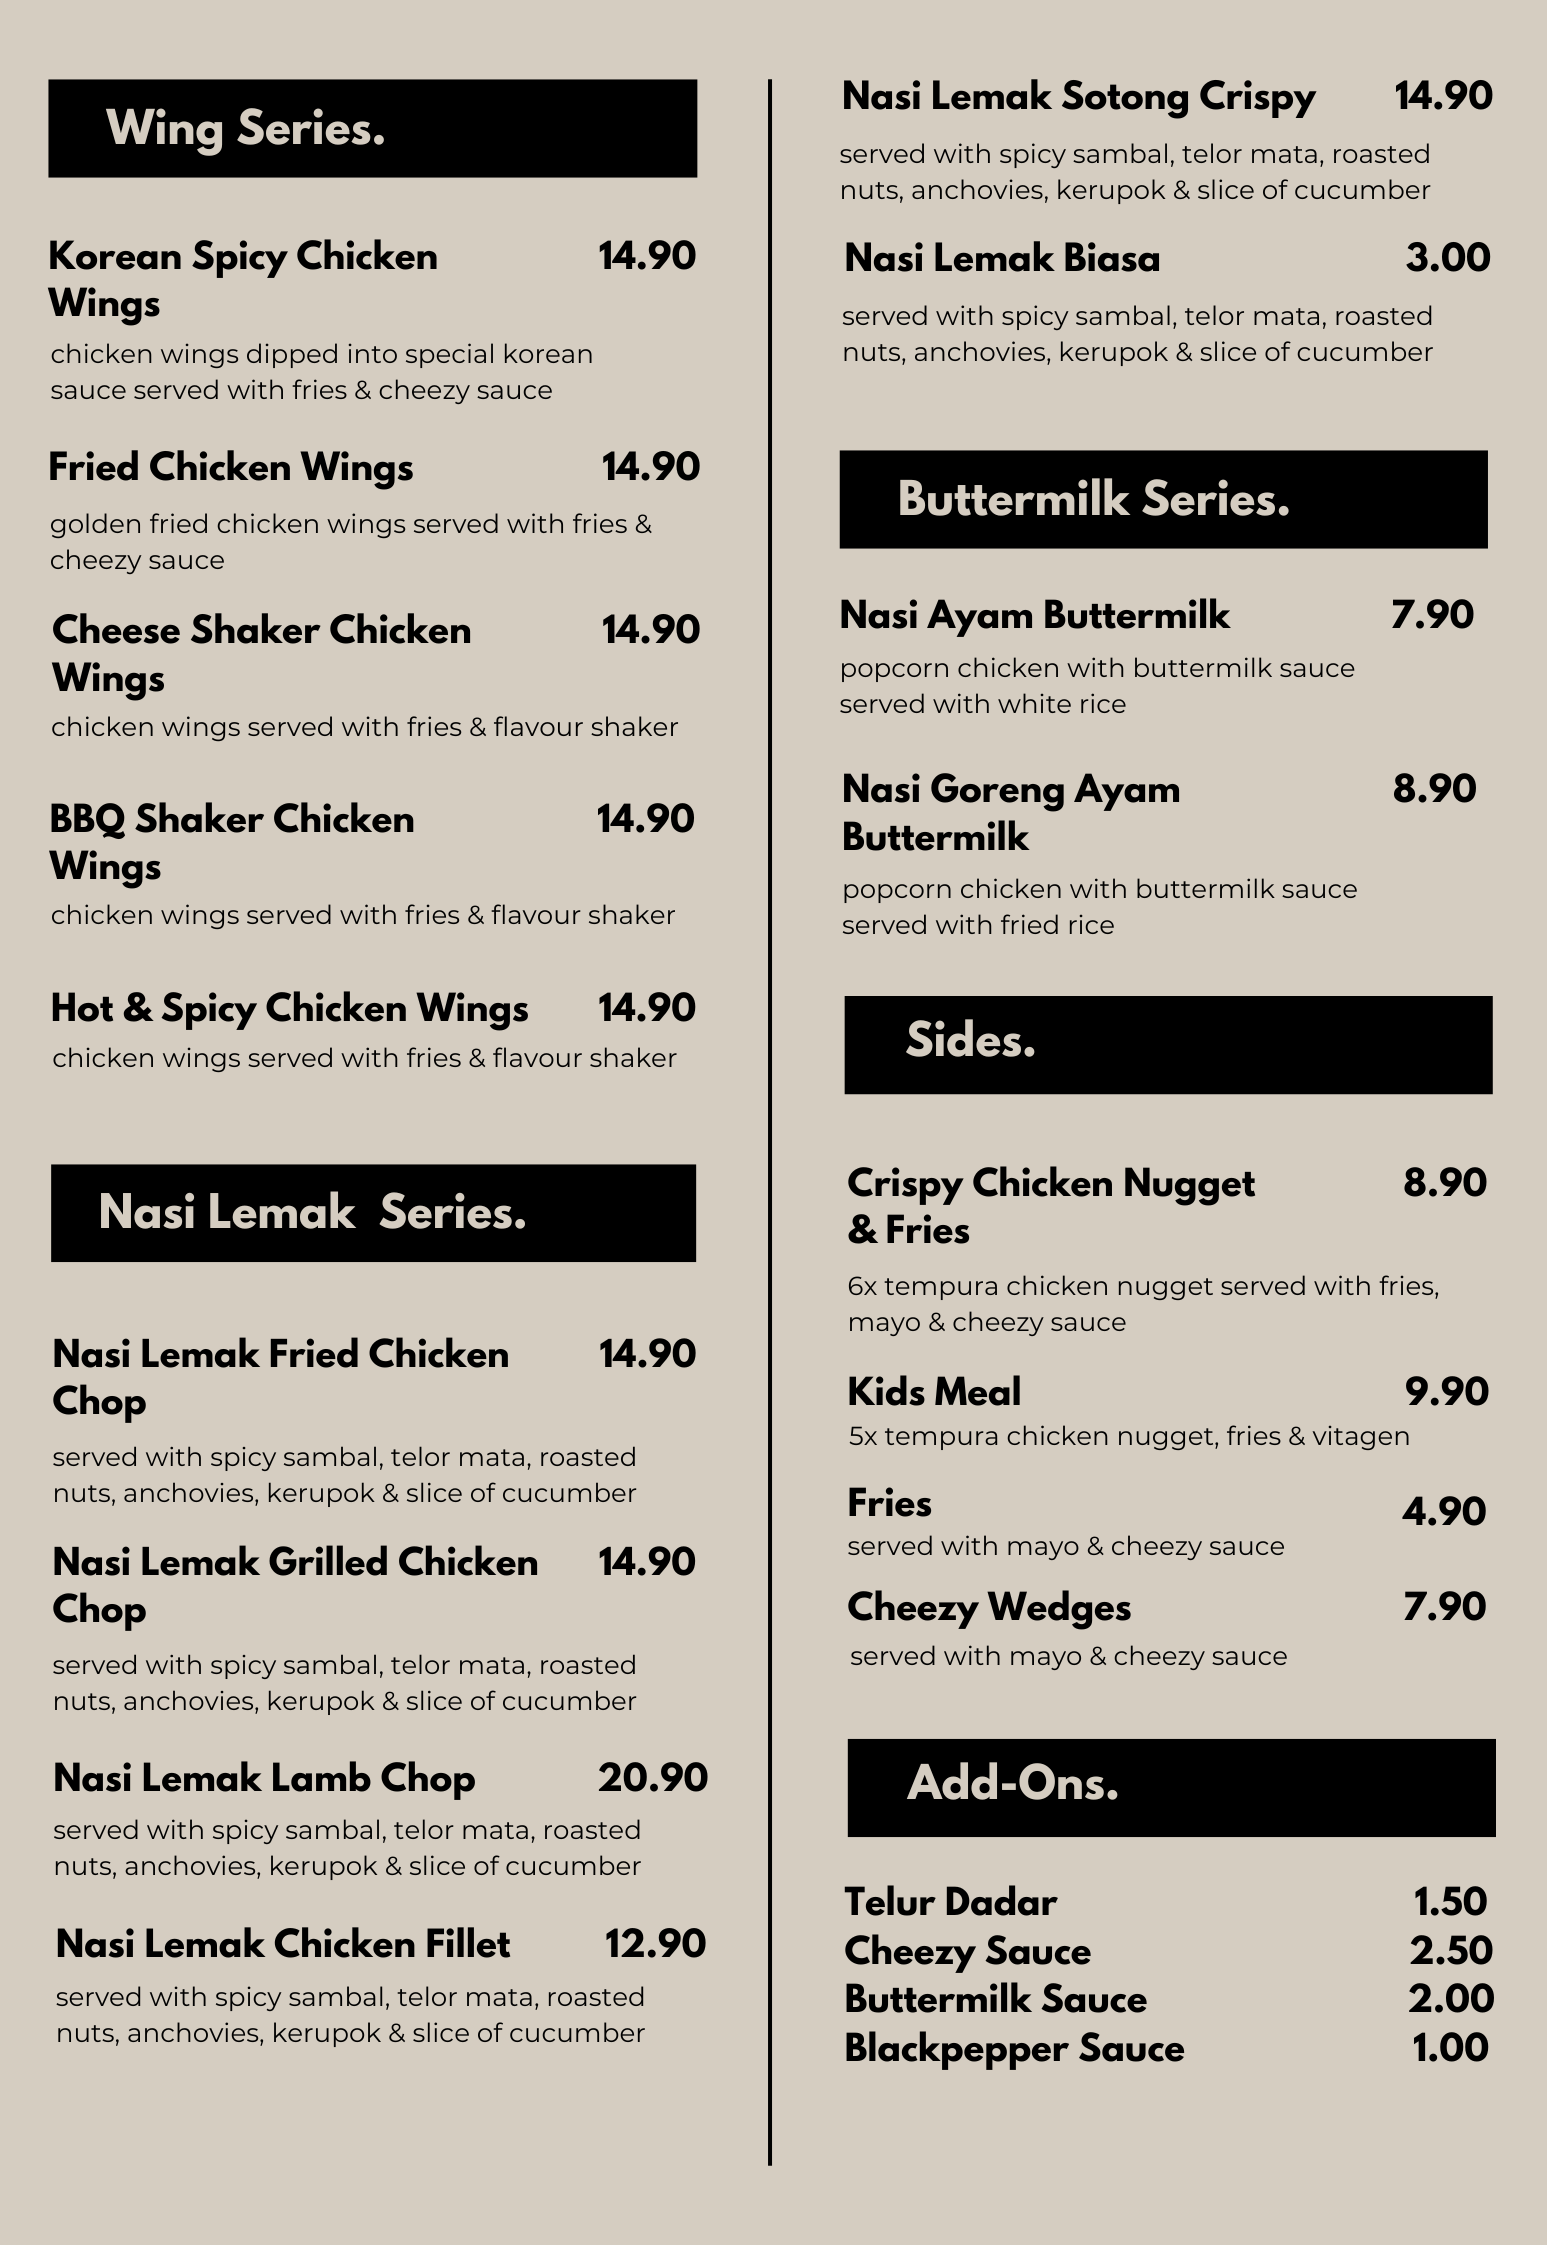 Wing Series.
Korean Spicy Chicken 14.90
Wings
chicken wings dipped into special korean
sauce served with fries & cheezy sauce
Fried Chicken Wings 14.90
golden fried chicken wings served with fries &
cheezy sauce
Cheese Shaker Chicken 14.90
Wings
chicken wings served with fries & flavour shaker
BBQ Shaker Chicken 14.90
Wings
chicken wings served with fries & flavour shaker
Hot & Spicy Chicken Wings 14.90
chicken wings served with fries & flavour shaker
Nasi Lemak Series.
Nasi Lemak Fried Chicken 14.90
Chop
served with spicy sambal, telor mata, roasted
nuts, anchovies, kerupok & slice of cucumber
Nasi Lemak Grilled Chicken 14.90
Chop
served with spicy sambal, telor mata, roasted
nuts, anchovies, kerupok & slice of cucumber
Nasi Lemak Lamb Chop 20.90
served with spicy sambal, telor mata, roasted
nuts, anchovies, kerupok & slice of cucumber
Nasi Lemak Chicken Fillet 12.90
served with spicy sambal, telor mata, roasted
nuts, anchovies, kerupok & slice of cucumber
Nasi Lemak Sotong Crispy 14.90
served with spicy sambal, telor mata, roasted
nuts, anchovies, kerupok & slice of cucumber
Nasi Lemak Biasa 3.00
served with spicy sambal, telor mata, roasted
nuts, anchovies, kerupok & slice of cucumber
Buttermilk Series.
Nasi Ayam Buttermilk 7.90
popcorn chicken with buttermilk sauce
served with white rice
Nasi Goreng Ayam 8.90
Buttermilk
popcorn chicken with buttermilk sauce
served with fried rice
Sides.
Crispy Chicken Nugget 8.90
& Fries
6x tempura chicken nugget served with fries,
mayo & cheezy sauce
Kids Meal 9.90
5x tempura chicken nugget, fries & vitagen
Fries 4.90
served with mayo & cheezy sauce
Cheezy Wedges 7.90
served with mayo & cheezy sauce
Add-Ons.
Telur Dadar 1.50
Cheezy Sauce 2.50
Buttermilk Sauce 2.00
Blackpepper Sauce 1.00